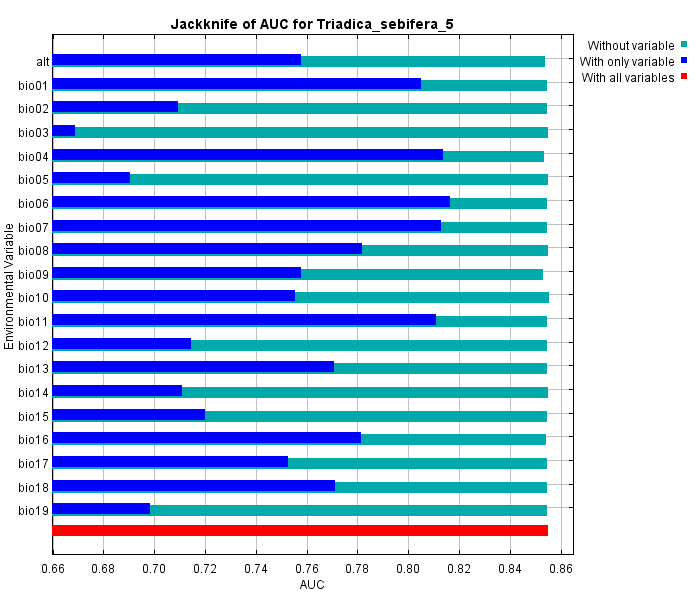 Jackknife of AUC for Triadica_sebifera_5
Without variable
With only variable
With all variables
Environmental Variable
alt
bio01
bio02
bio03
bio04
bio05
bio06
bio07
bio08
bio09
bio10
bio11
bio12
bio13
bio14
bio15
bio16
bio17
bio18
bio19
0.66 0.68 0.70 0.72 0.74 0.76 0.78 0.80 0.82 0.84 0.86
AUC